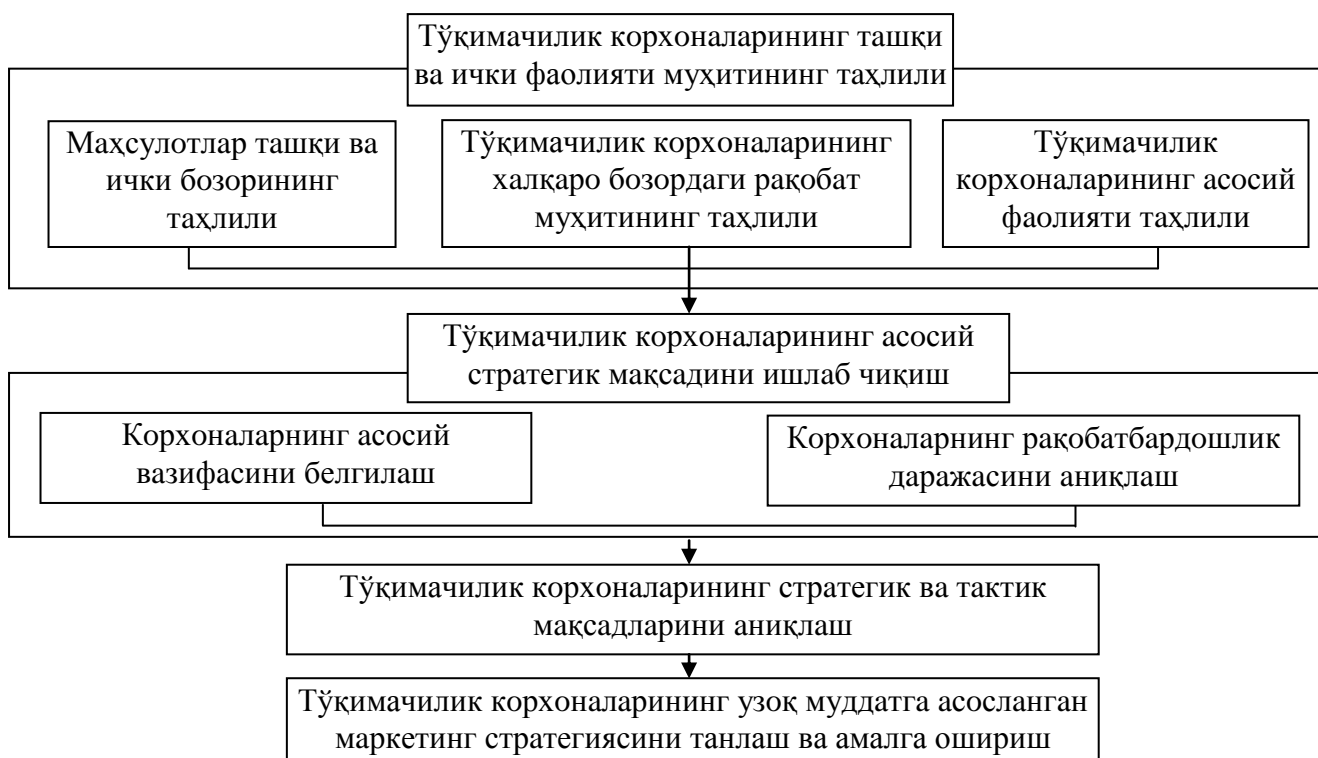 Тўқимачилик корхоналарининг ташқи
ва ички фаолияти муҳитининг таҳлили
Маҳсулотлар ташқи ва
ички бозорининг
таҳлили
Тўқимачилик корхоналарининг
халқаро бозордаги рақобат
муҳитининг таҳлили
Тўқимачилик
корхоналарининг асосий
фаолияти таҳлили
Тўқимачилик корхоналарининг асосий
стратегик мақсадини ишлаб чиқиш
Корхоналарнинг асосий
вазифасини белгилаш
Корхоналарнинг рақобатбардошлик
даражасини аниқлаш
Тўқимачилик корхоналарининг стратегик ва тактик
мақсадларини аниқлаш
Тўқимачилик корхоналарининг узоқ муддатга асосланган
маркетинг стратегиясини танлаш ва амалга ошириш